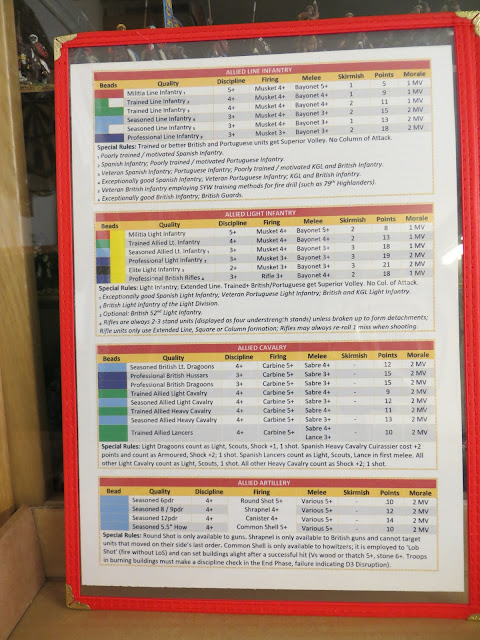 ALLIED LINE INFANTRY
Beads Quality Discipline Firing Melee Skirmish Points Morale
Militia Line Infantry 5+ Musket 4+ Bayonet 5+ 1 5 1 MV
Trained Line Infantry 4+ Musket 4+ Bayonet 4+ 1 9 1 MV
Trained Line Infantry 4+ Musket 4+ Bayonet 4+ 2 11 1 MV
Seasoned Line Infantry 3+ Musket 3+ Bayonet 4+ 2 15 2 MV
Seasoned Line Infantry 3+ Musket 4+ Bayonet 3+ 1 13 2 MV
Professional Line Infantry 3+ Musket 3+ Bayonet 3+ 2 18 2 MV
Special Rules: Trained or better British and Portuguese units get Superior Volley. No Column of Attack.
Poorly trained / motivated Spanish Infantry.
Spanish Infantry; Poorly trained / motivated Portuguese Infantry
Veteran Spanish Infantry; Portuguese Infantry; Poorly trained / motivated KGL and British Infantry.
Exceptionally good Spanish Infantry; Veteran Portuguese Infantry; KGL and British Infantry.
Veteran British Infantry employing SYW training methods for fire drill (such as 79th Highlanders).
Exceptionally good British Infantry; British Guards.
ALLIED LIGHT INFANTRY
Beads Quality Discipline Firing Melee Skirmish Points Morale
Militia Light Infantry 5+ Musket 4+ Bayonet 5+ 2 8 1 MV
Trained Allied Lt. Infantry 4+ Musket 4+ Bayonet 4+ 2 13 1 MV
Seasoned Allied Lt. Infantry 3+ Musket 4+ Bayonet 4+ 3 18 1 MV
Professional Light Infantry 3+ Musket 3+ Bayonet 3+ 3 19 2 MV
Elite Light Infantry 2+ Musket 3+ Bayonet 3+ 3 21 2 MV
Professional British Rifles 3+ Rifle 3+ Bayonet 4+ 2 18 1 MV
Special Rules: Light Infantry; Extended Line. Trained+ British/Portuguese get Superior Volley. No Col. of Attack.
Exceptionally good Spanish Light Infantry, Veteran Portuguese Light Infantry; British and KGL Light Infantry.
British Light Infantry of the Light Division.
Optional: British 52nd Light Infantry.
Rifles are always 2-3 stand units (displayed as four understrength stands) unless broken up to form detachments;
Rifle units only use Extended Line, Square or Column formation; Rifles may always re-roll 1 miss when shooting.
ALLIED CAVALRY
Beads Quality Discipline Firing Melee Skirmish Points Morale
Seasoned British Lt. Dragoons 4+ Carbine 5+ Sabre 4+ - 12 2 MV
Professional British Hussars 4+ Carbine 5+ Sabre 3+ - 15 2 MV
Professional British Dragoons 4+ Carbine 5+ Sabre 3+ - 15 2 MV
Trained Allied Light Cavalry 4+ Carbine 5+ Sabre 4+ - 9 2 MV
Seasoned Allied Light Cavalry 4+ Carbine 5+ Sabre 4+ - 12 2 MV
Trained Allied Heavy Cavalry 4+ Carbine 5+ Sabre 4+ - 11 2 MV
Seasoned Allied Heavy Cavalry 4+ Carbine 5+ Sabre 3+ - 13 2 MV
Trained Allied Lancers 4+ Carbine 5+ Sabre 4+ - 10 2 MV
Lance 3+
Special Rules: Light Dragoons count as Light, Scouts, Shock +1, 1 shot. Spanish Heavy Cavalry Cuirassier cost +2
points and count as Armoured, Shock +2; 1 shot. Spanish Lancers count as Light, Scouts, Lance in first melee. All
other Light Cavalry count as Light, Scouts, 1 shot. All other Heavy Cavalry count as Shock +2; 1 shot.
ALLIED ARTILLERY
Bead Quality Discipline Firing Melee Skirmish Points Morale
Seasoned 6pdr 4+ Round Shot 5+ Various 5+ - 10 2 MV
Seasoned 8 / 9pdr 4+ Shrapnel 4+ Various 5+ - 12 2 MV
Seasoned 12pdr 4+ Canister 4+ Various 5+ - 14 2 MV
Seasoned 5.5" How 4+ Common Shell 5+ Various 5+ - 10 2 MV
Special Rules: Round Shot is only available to guns. Shrapnel is only available to British guns and cannot target
units that moved on their side's last order. Common Shell is only available to howitzers; it is employed to 'Lob
Shot' (fire without LoS) and can set buildings alight after a successful hit (Vs wood or thatch 5+, stone 6+. Troops
in burning buildings must make a discipline check in the End Phase, failure indicating D3 Disruption).